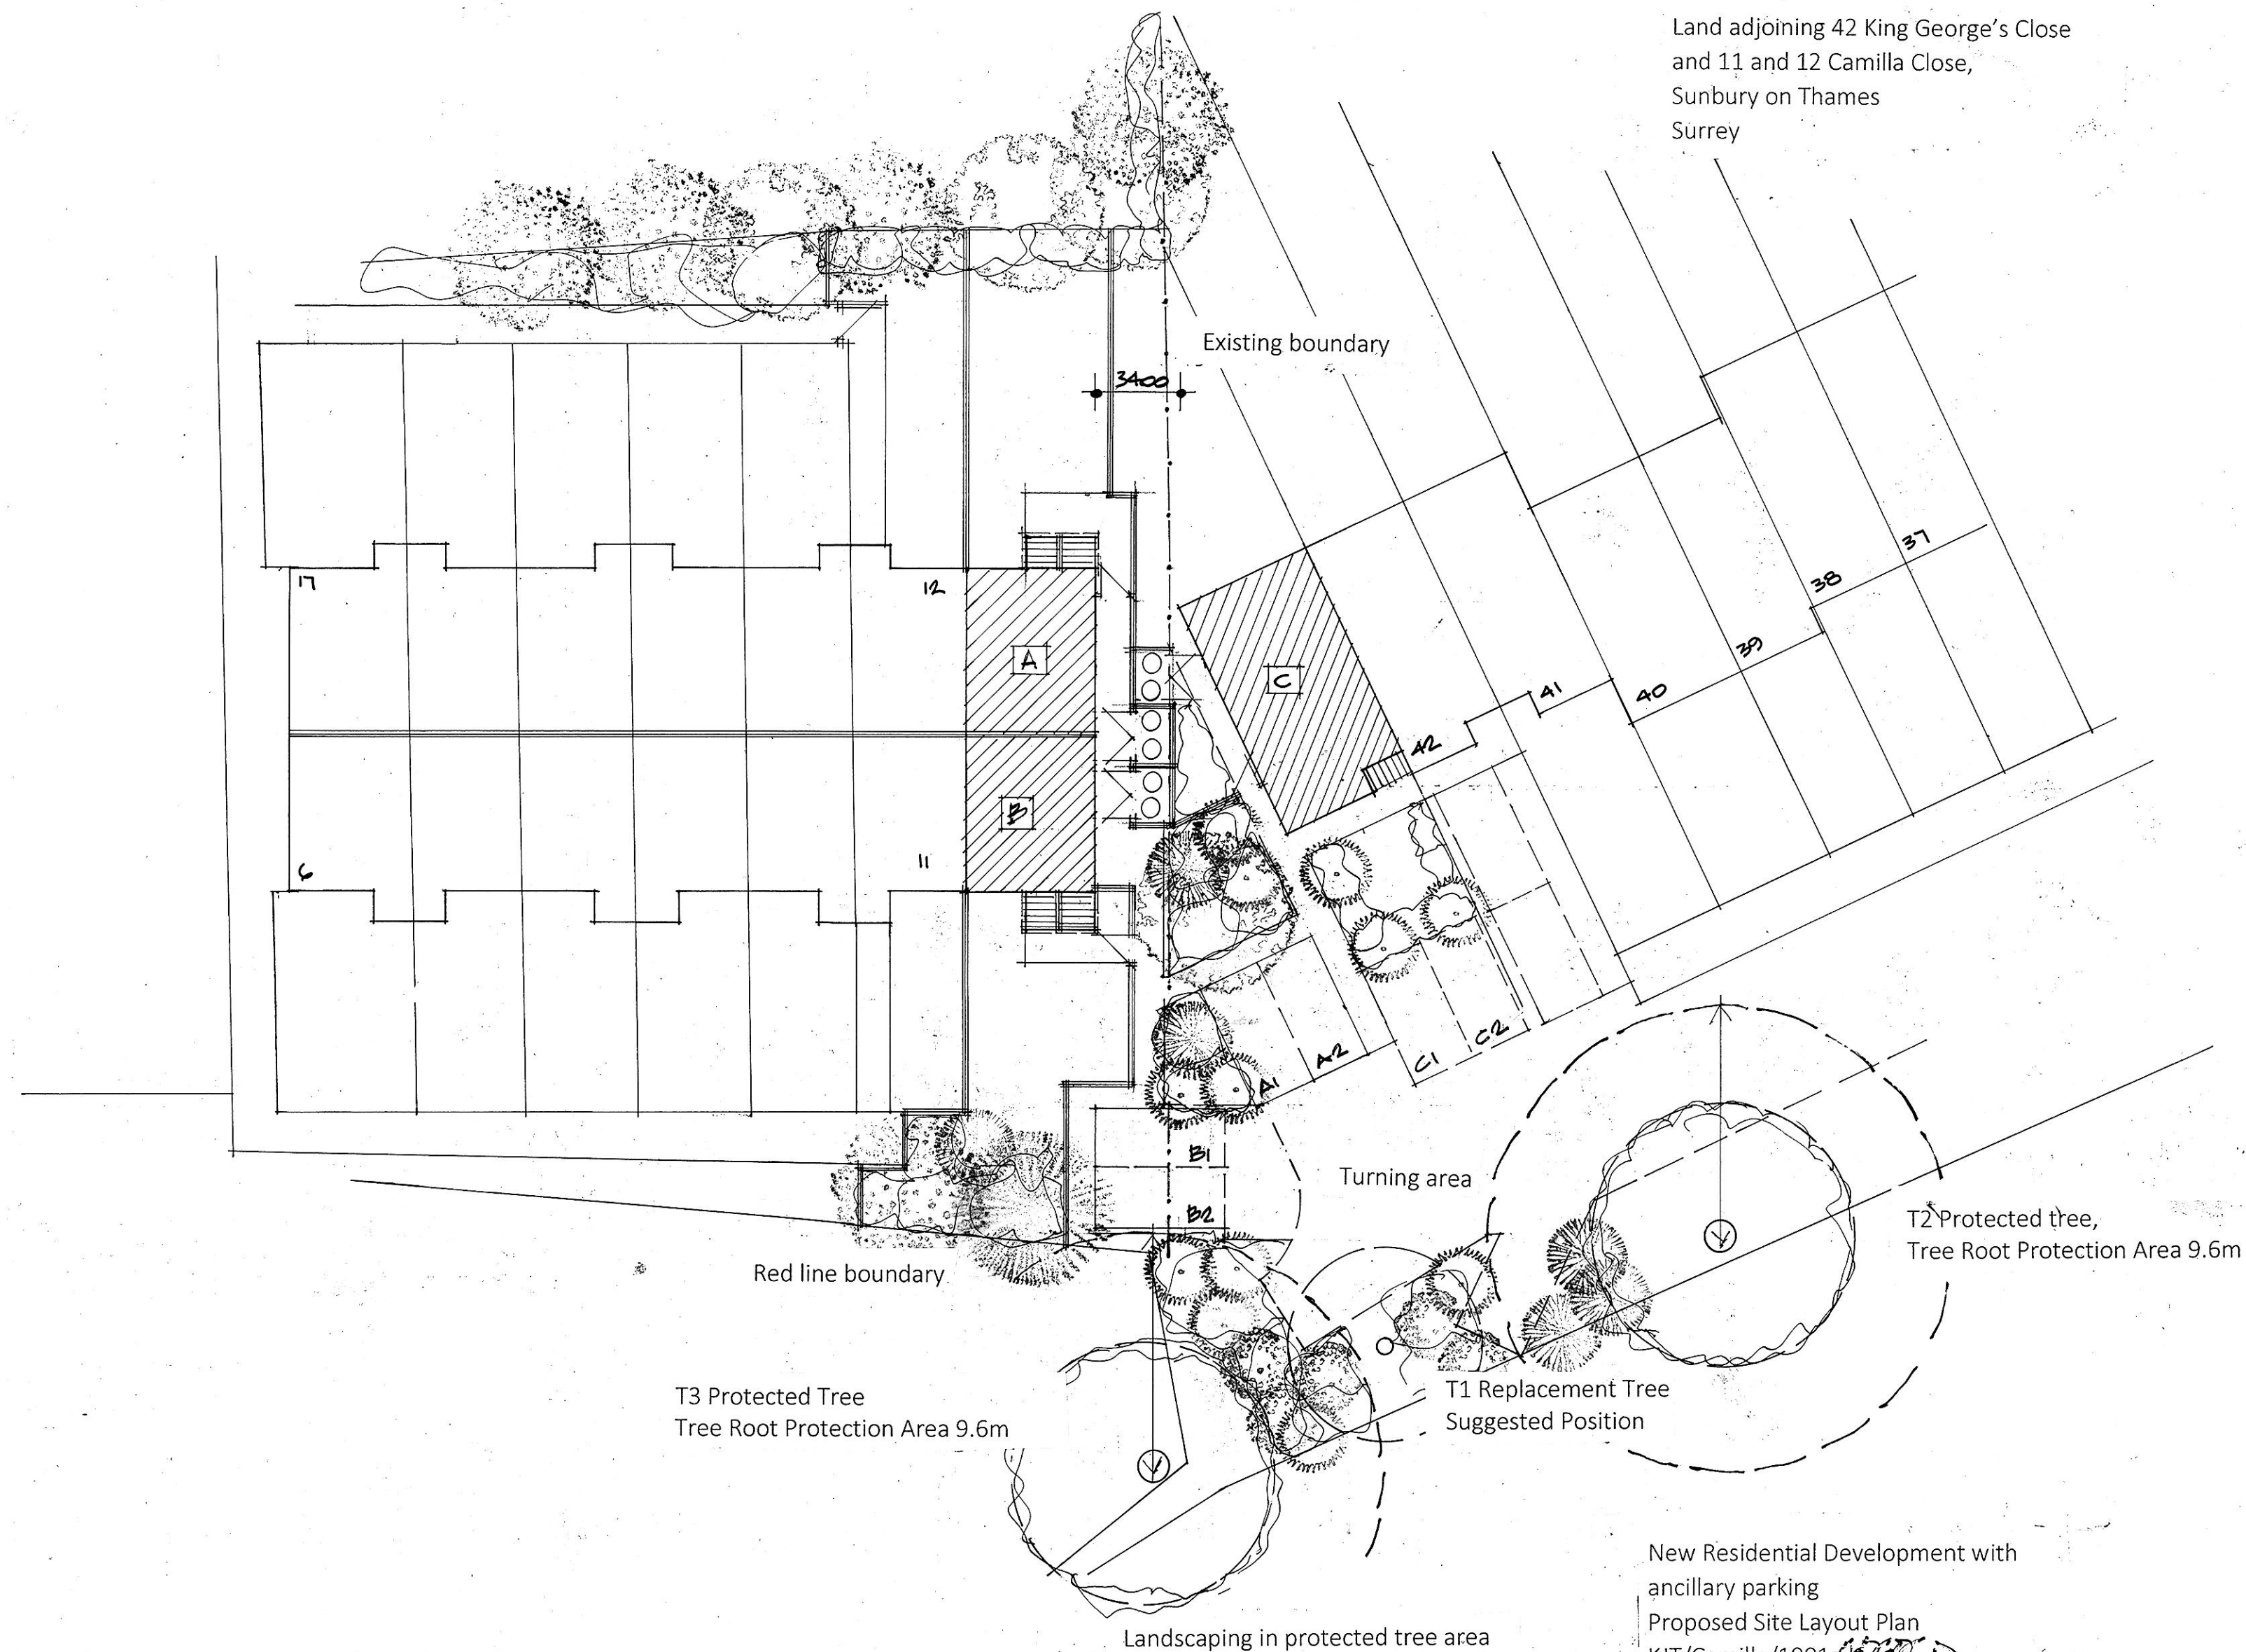 Land adjoining 42 King George's Close
and 11 and 12 Camilla Close,
Sunbury on Thames
Surrey
Existing boundary
3400
17
12
A
C
37
38
39
40
41
42
B
6
11
A1
A2
C1
C2
B1
B2
Turning area
T2 Protected tree,
Tree Root Protection Area 9.6m
Red line boundary
T3 Protected Tree
Tree Root Protection Area 9.6m
T1 Replacement Tree
Suggested Position
New Residential Development with
ancillary parking
Proposed Site Layout Plan
Landscaping in protected tree area